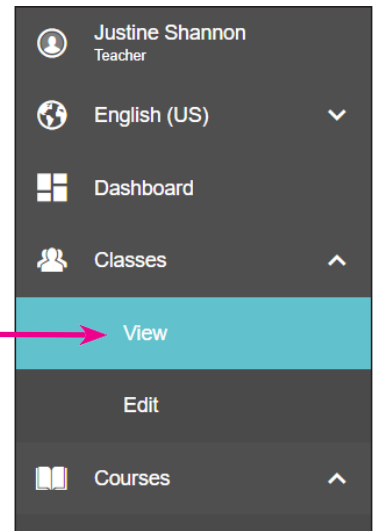 Justine Shannon
Teacher
English (US)
Dashboard
Classes
View
Edit
Courses